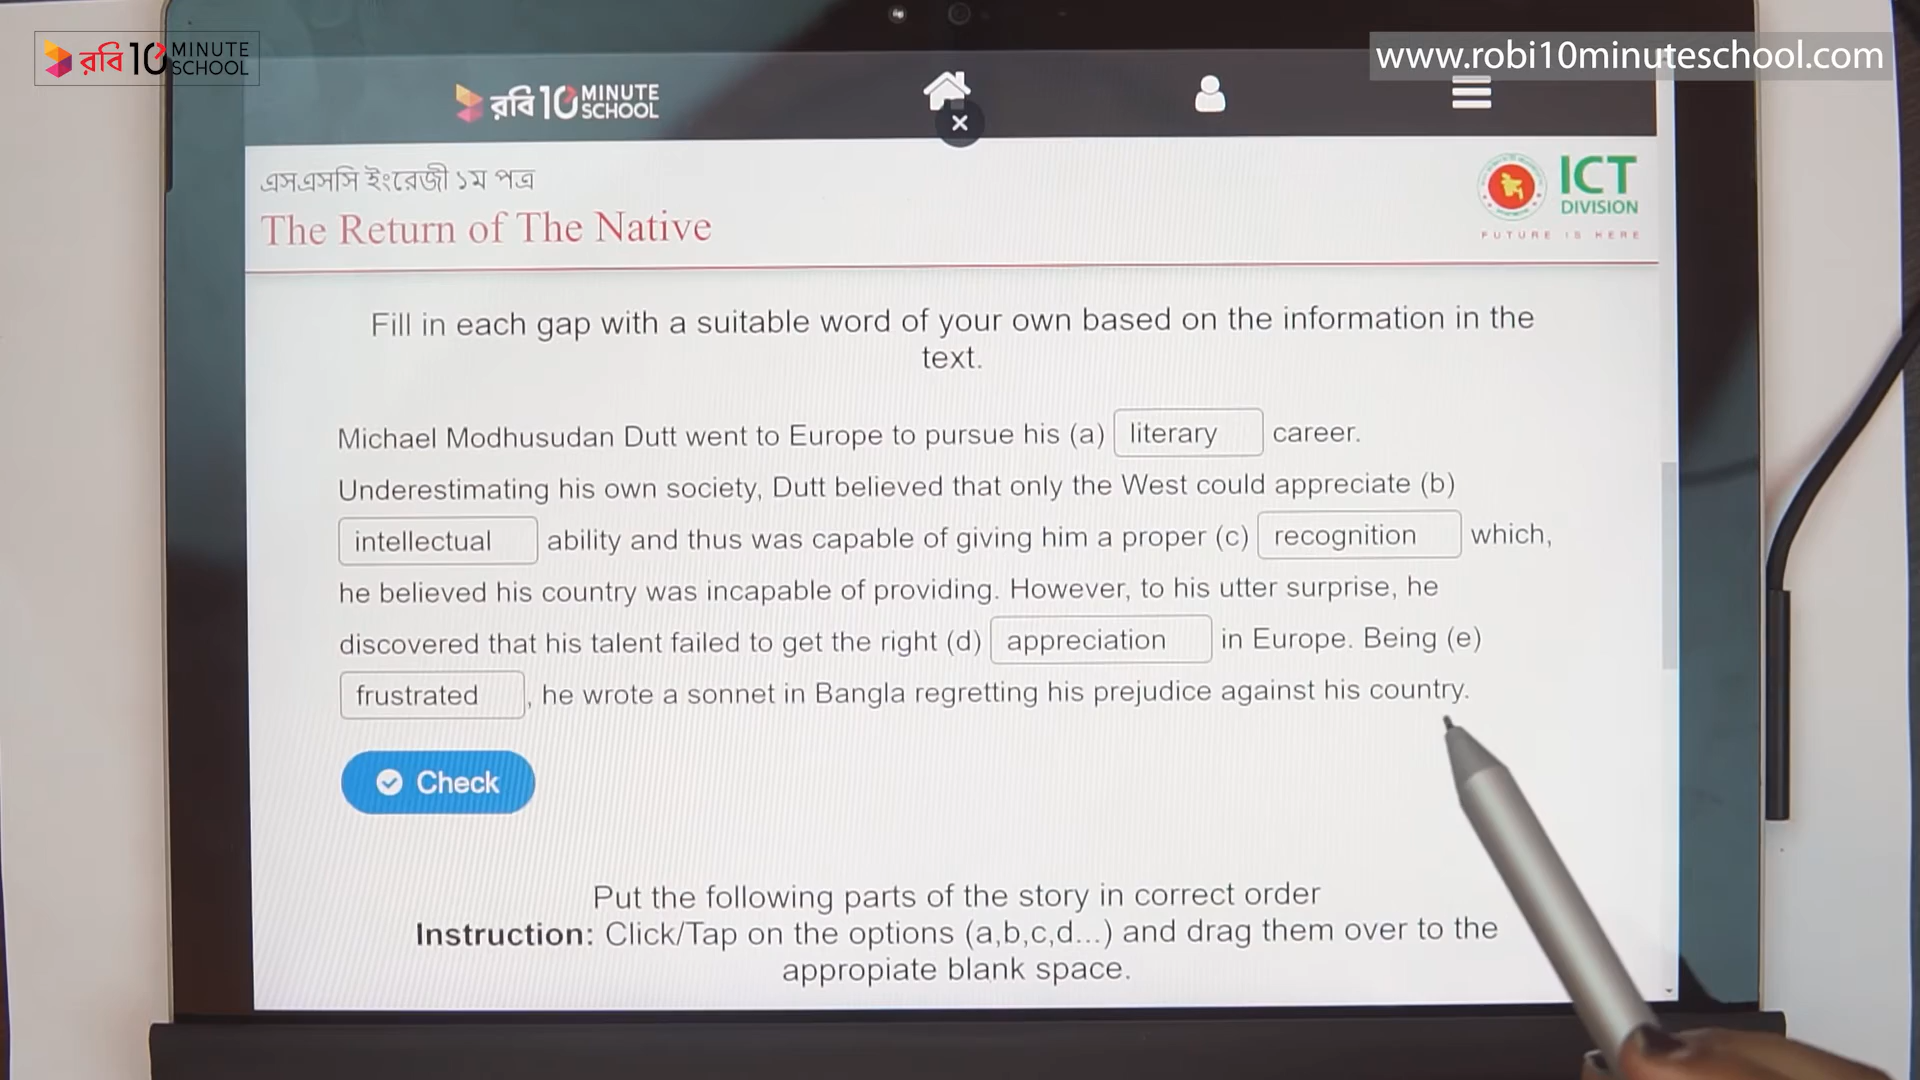 রবি 10 MINUTE SCHOOL
www.robi10minuteschool.com
রবি 10 MINUTE SCHOOL
এসএসসি ইংরেজী ১ম পত্র
The Return of The Native
ICT
DIVISION
FUTURE IS HERE
Fill in each gap with a suitable word of your own based on the information in the
text.
Michael Modhusudan Dutt went to Europe to pursue his (a) literary career.
Underestimating his own society, Dutt believed that only the West could appreciate (b)
intellectual ability and thus was capable of giving him a proper (c) recognition which,
he believed his country was incapable of providing. However, to his utter surprise, he
discovered that his talent failed to get the right (d) appreciation in Europe. Being (e)
frustrated , he wrote a sonnet in Bangla regretting his prejudice against his country.
Check
Put the following parts of the story in correct order
Instruction: Click/Tap on the options (a,b,c,d...) and drag them over to the
appropiate blank space.